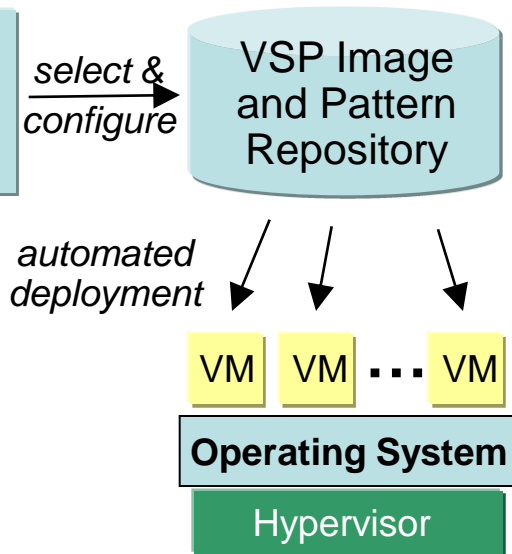 select &
configure
VSP Image
and Pattern
Repository
automated
deployment
VM VM ... VM
Operating System
Hypervisor